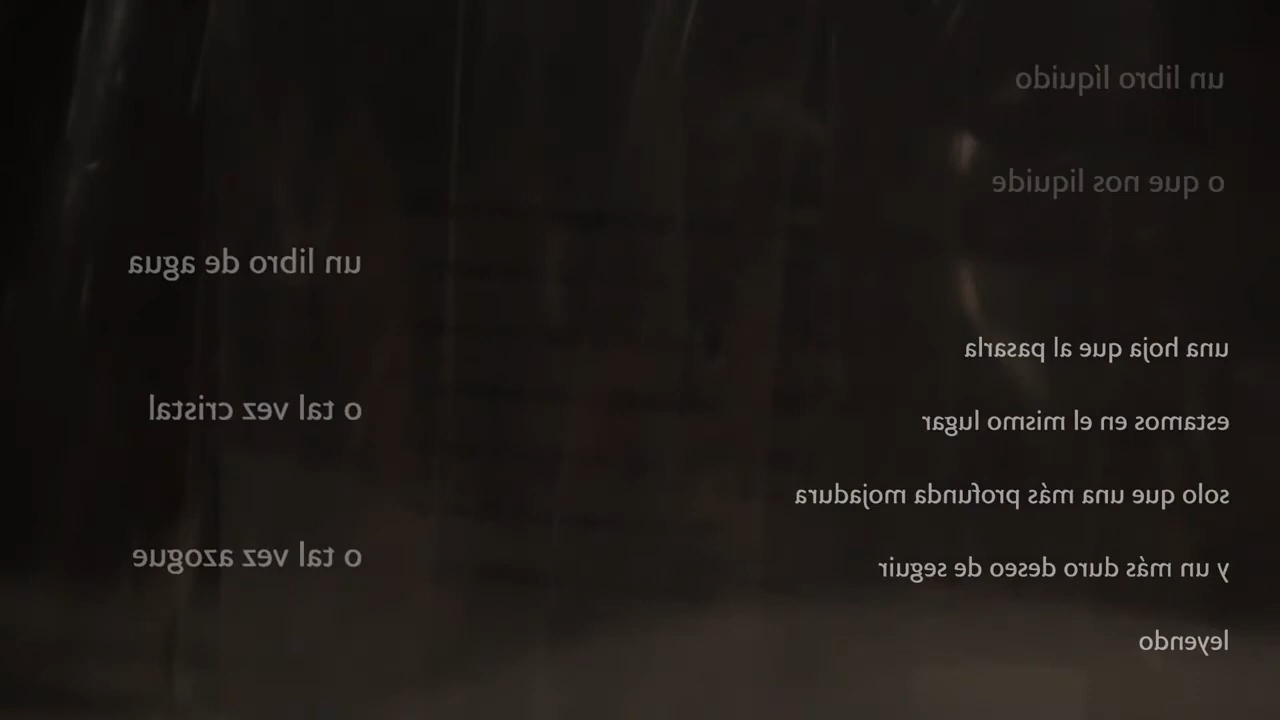 un libro líquido
o que nos liquide
un libro de agua
o tal vez cristal
o tal vez azogue
una hoja que al pasarla
estamos en el mismo lugar
solo que una más profunda mojadura
y un más duro deseo de seguir
leyendo